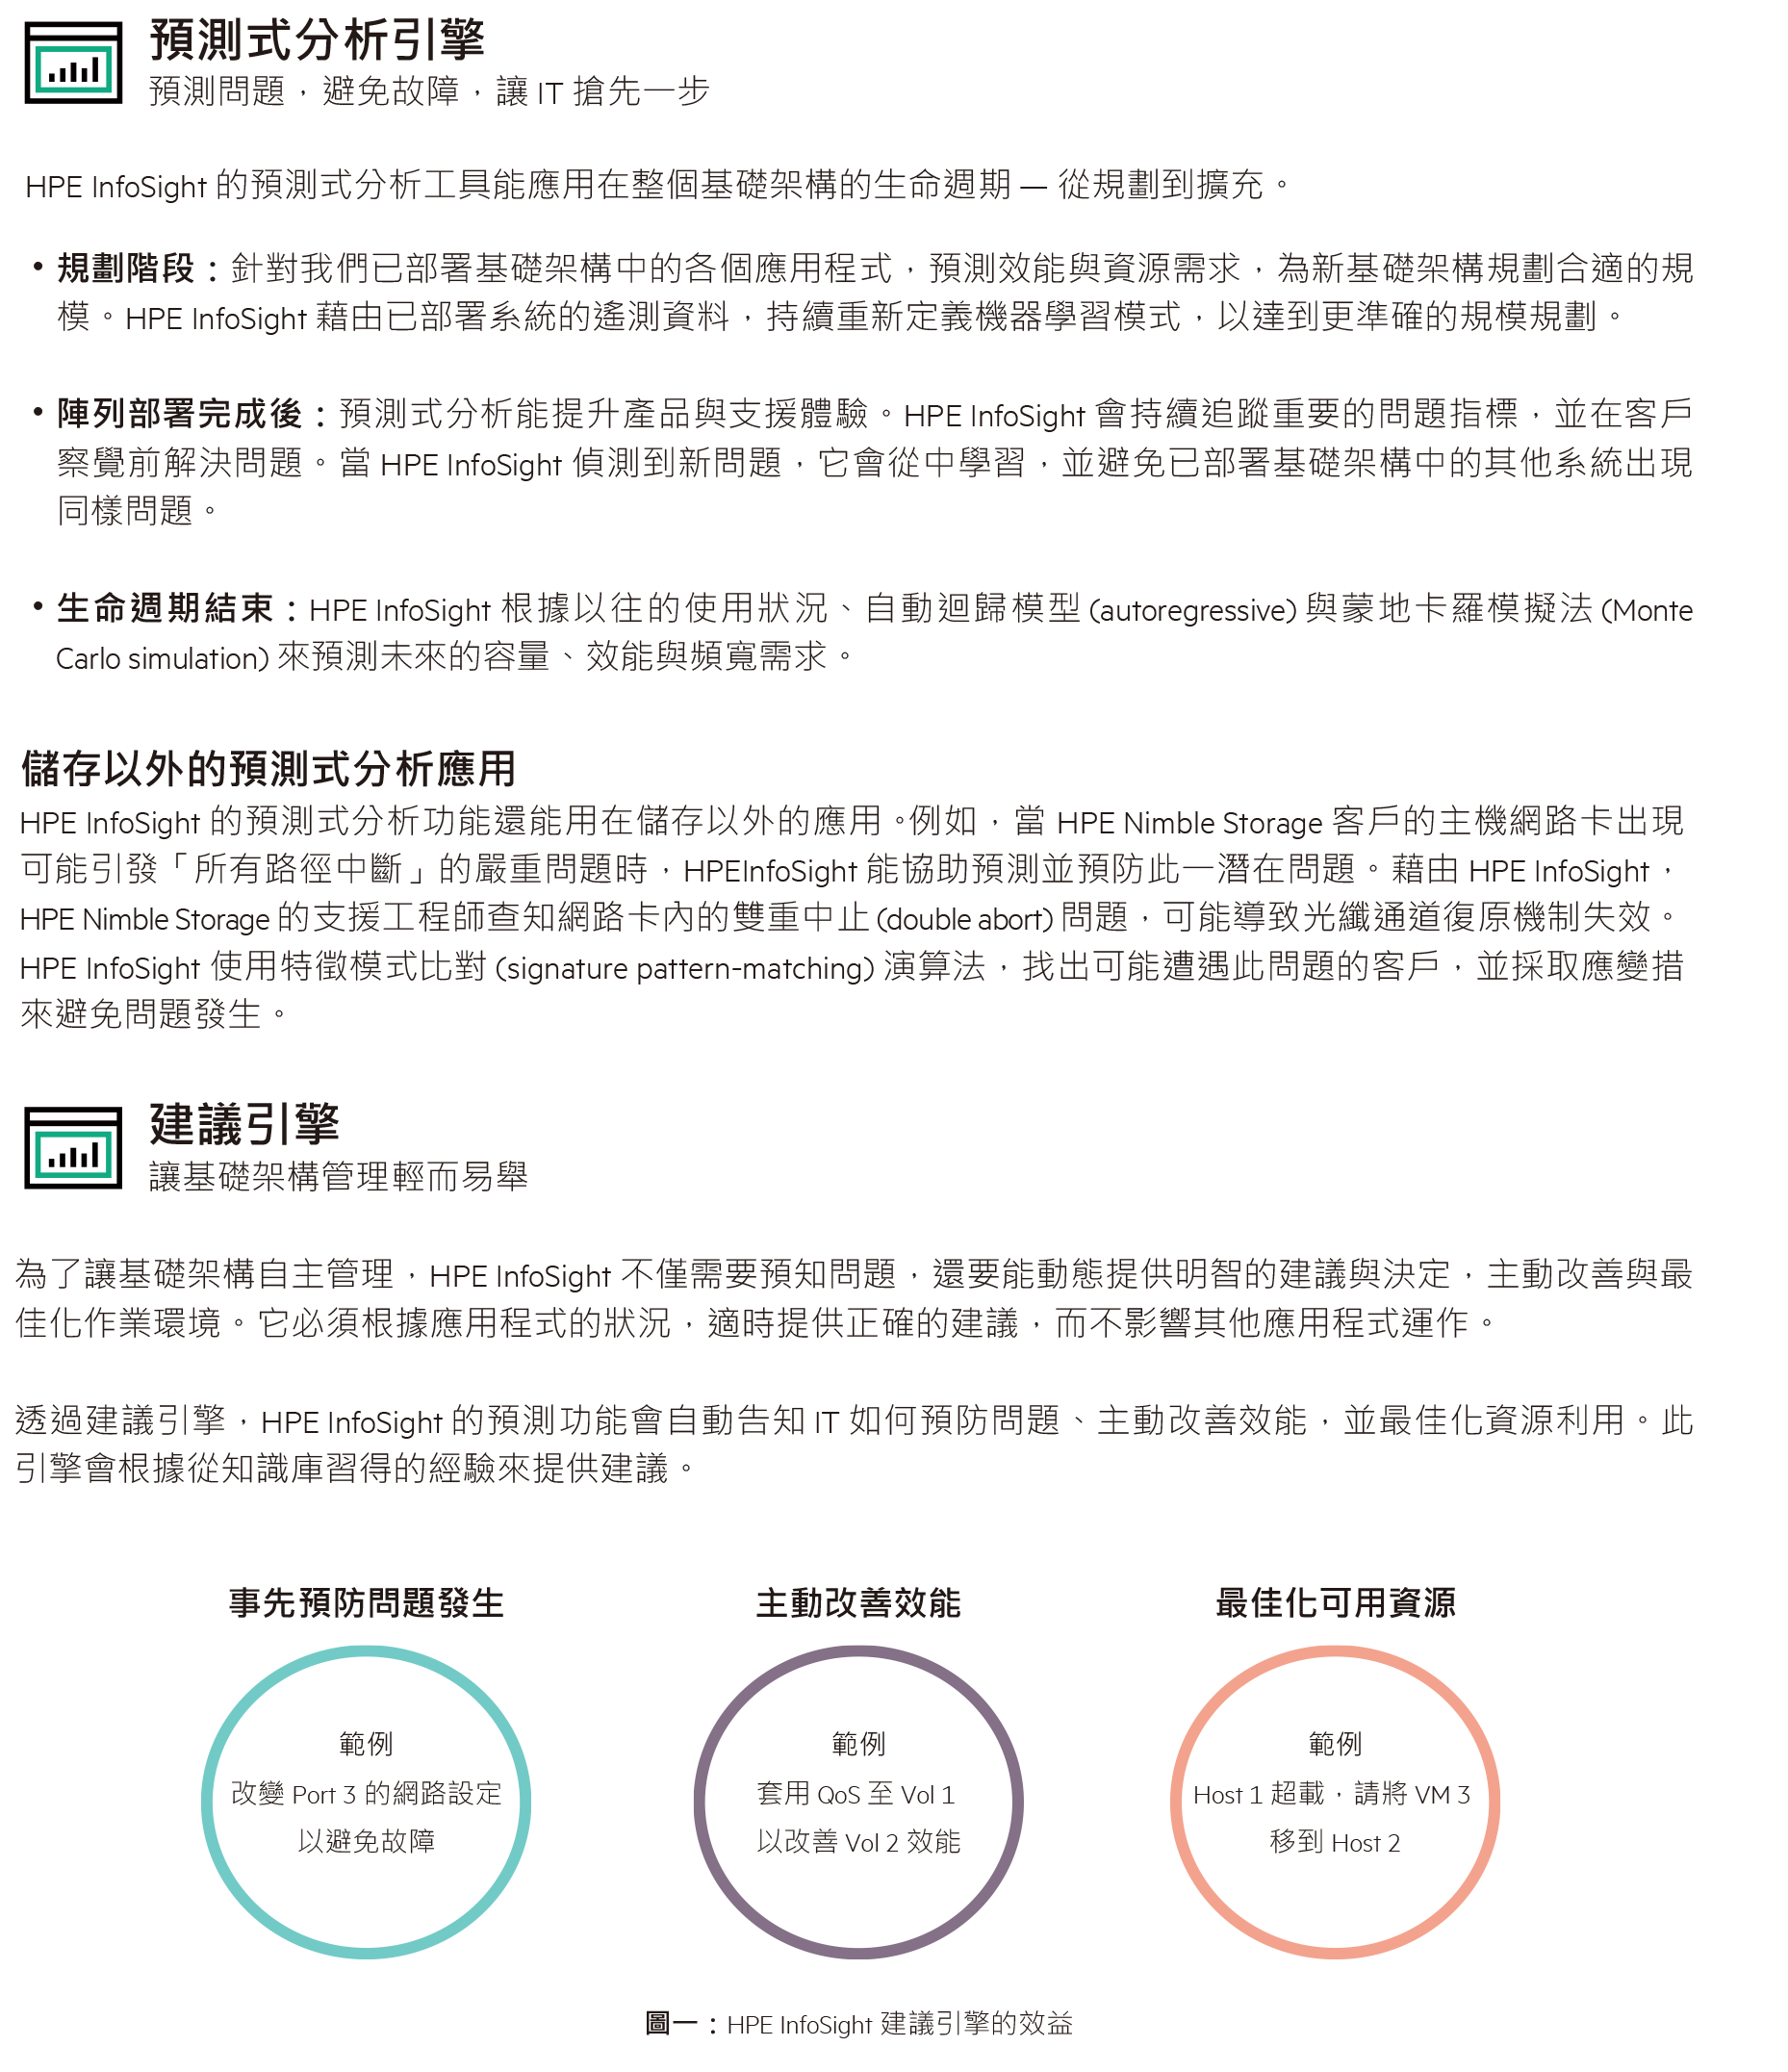 預測式分析引擎
預測問題，避免故障，讓 IT 搶先一步
HPE InfoSight 的預測式分析工具能應用在整個基礎架構的生命週期 — 從規劃到擴充。
• 規劃階段：針對我們已部署基礎架構中的各個應用程式，預測效能與資源需求，為新基礎架構規劃合適的規
模。HPE InfoSight 藉由已部署系統的遙測資料，持續重新定義機器學習模式，以達到更準確的規模規劃。
• 陣列部署完成後：預測式分析能提升產品與支援體驗。HPE InfoSight 會持續追蹤重要的問題指標，並在客戶
察覺前解決問題。當 HPE InfoSight 偵測到新問題，它會從中學習，並避免已部署基礎架構中的其他系統出現
同樣問題。
• 生命週期結束：HPE InfoSight 根據以往的使用狀況、自動迴歸模型 (autoregressive) 與蒙地卡羅模擬法 (Monte
Carlo simulation) 來預測未來的容量、效能與頻寬需求。
儲存以外的預測式分析應用
HPE InfoSight 的預測式分析功能還能用在儲存以外的應用。例如，當 HPE Nimble Storage 客戶的主機網路卡出現
可能引發「所有路徑中斷」的嚴重問題時，HPEInfoSight 能協助預測並預防此一潛在問題。藉由 HPE InfoSight，
HPE Nimble Storage 的支援工程師查知網路卡內的雙重中止 (double abort) 問題，可能導致光纖通道復原機制失效。
HPE InfoSight 使用特徵模式比對 (signature pattern-matching) 演算法，找出可能遭遇此問題的客戶，並採取應變措
來避免問題發生。
建議引擎
讓基礎架構管理輕而易舉
為了讓基礎架構自主管理，HPE InfoSight 不僅需要預知問題，還要能動態提供明智的建議與決定，主動改善與最
佳化作業環境。它必須根據應用程式的狀況，適時提供正確的建議，而不影響其他應用程式運作。
透過建議引擎，HPE InfoSight 的預測功能會自動告知 IT 如何預防問題、主動改善效能，並最佳化資源利用。此
引擎會根據從知識庫習得的經驗來提供建議。
事先預防問題發生
範例
改變 Port 3 的網路設定
以避免故障
主動改善效能
範例
套用 QoS 至 Vol 1
以改善 Vol 2 效能
最佳化可用資源
範例
Host 1 超載，請將 VM 3
移到 Host 2
圖一：HPE InfoSight 建議引擎的效益